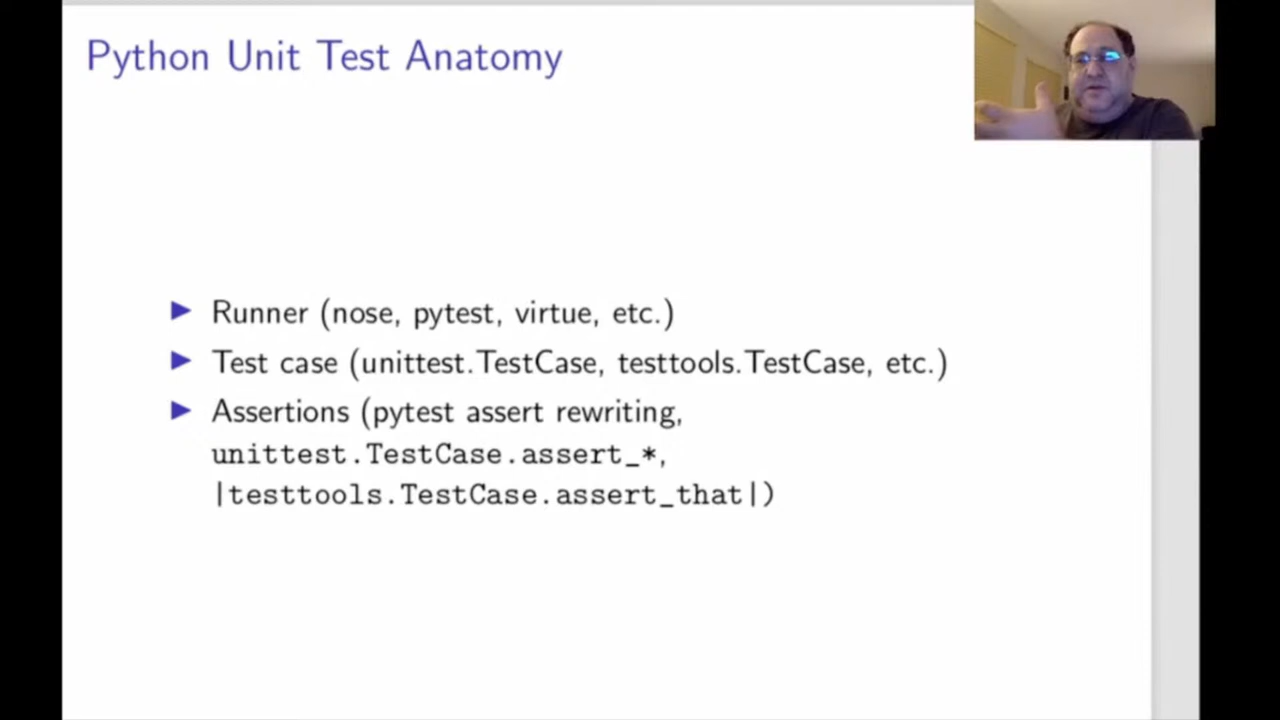 Python Unit Test Anatomy
▶ Runner (nose, pytest, virtue, etc.)
▶ Test case (unittest.TestCase, testtools.TestCase, etc.)
▶ Assertions (pytest assert rewriting,
unittest.TestCase.assert_*,
|testtools.TestCase.assert_that|)